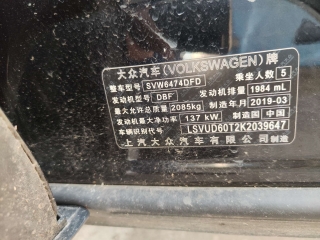 大众汽车(VOLKSWAGEN)牌
整车型号 SVW6474DFD 乘坐人数 5
发动机型号 DBF 发动机排量 1984 mL
最大允许总质量 2085kg 制造年月 2019-03
发动机最大净功率 137 kW 制造国 中国
车辆识别代号 LSVUD60T2K2039647
上汽大众汽车有限公司制造